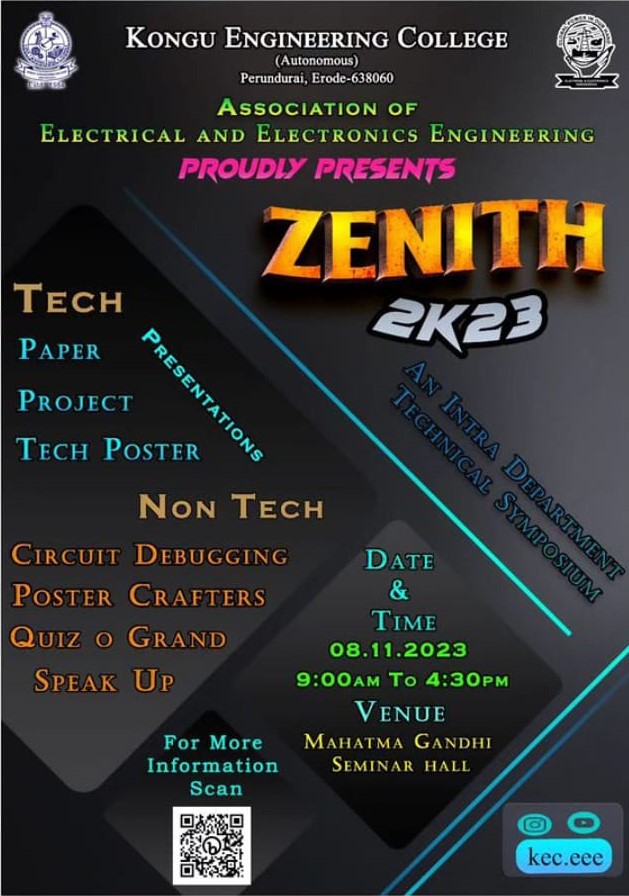 KONGU ENGINEERING COLLEGE
(Autonomous)
Perundurai, Erode-638060
ASSOCIATION OF
ELECTRICAL AND ELECTRONICS ENGINEERING
PROUDLY PRESENTS
ZENITH
2K23
AN INTRA DEPARTMENT
TECHNICAL SYMPOSIUM
TECH
PAPER
PROJECT
TECH POSTER
PRESENTATIONS
NON TECH
CIRCUIT DEBUGGING
POSTER CRAFTERS
QUIZ O GRAND
SPEAK UP
DATE
&
TIME
08.11.2023
9:00AM TO 4:30PM
VENUE
MAHATMA GANDHI
SEMINAR HALL
For More
Information
Scan
kec.eee